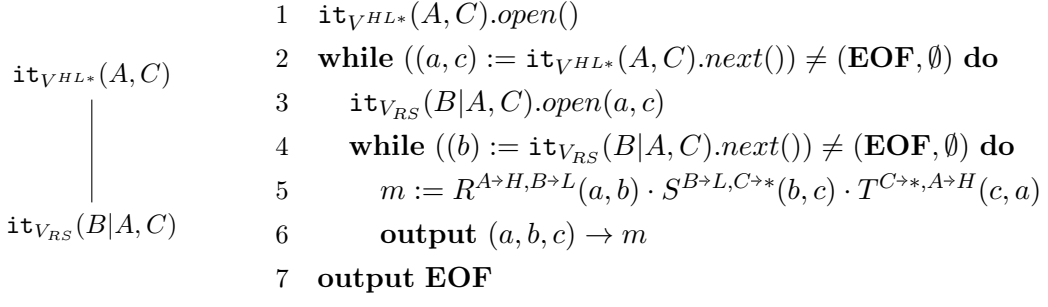 it_{V^{HL*}}(A, C)
it_{V_{RS}}(B|A, C)
1 it_{V^{HL*}}(A, C).open()
2 while ((a, c) := it_{V^{HL*}}(A, C).next()) ≠ (EOF, ∅) do
3 it_{V_{RS}}(B|A, C).open(a, c)
4 while ((b) := it_{V_{RS}}(B|A, C).next()) ≠ (EOF, ∅) do
5 m := R^{A→H,B→L}(a, b) · S^{B→L,C→*}(b, c) · T^{C→*,A→H}(c, a)
6 output (a, b, c) → m
7 output EOF